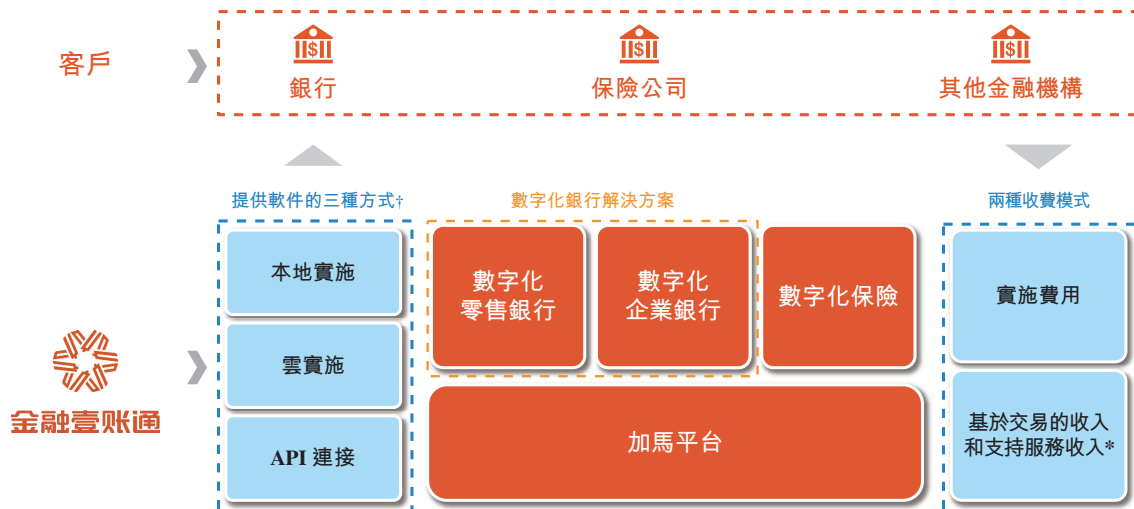 客戶
銀行
保險公司
其他金融機構
提供軟件的三種方式†
數字化銀行解決方案
兩種收費模式
本地實施
雲實施
API 連接
數字化
零售銀行
數字化
企業銀行
數字化保險
加馬平台
實施費用
基於交易的收入
和支持服務收入*
金融壹账通